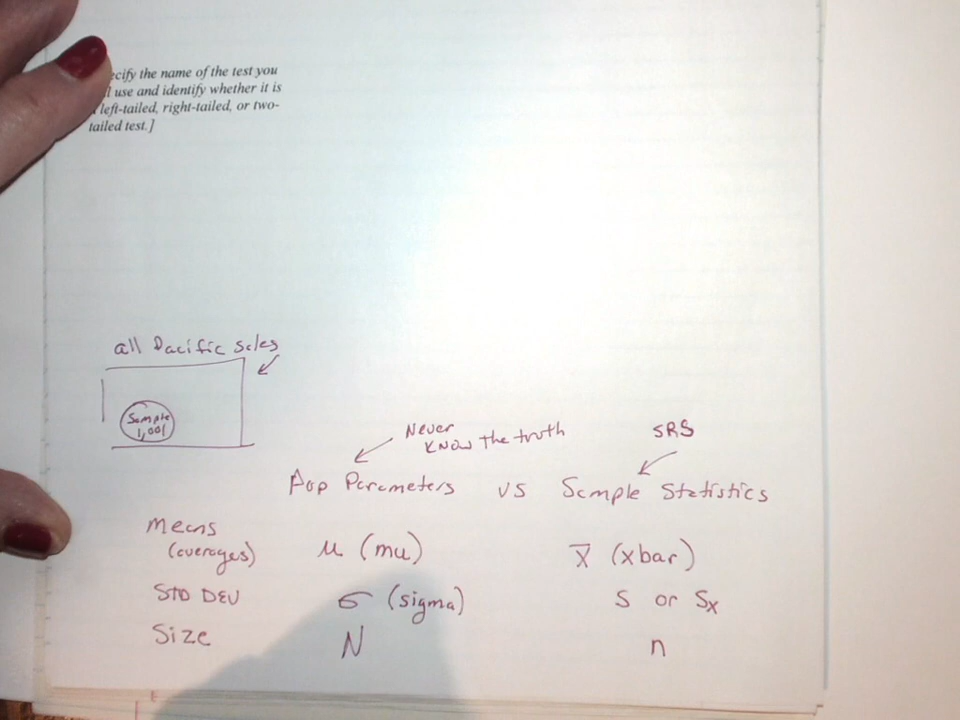 ecify the name of the test you
use and identify whether it is
left-tailed, right-tailed, or two-
tailed test.]
all Pacific sales
Sample
1,001
Never
Know the truth
SRS
Pop Parameters vs Sample Statistics
Means
(averages) μ (mu) x̅ (xbar)
STD DEV σ (sigma) S or Sx
Size N n